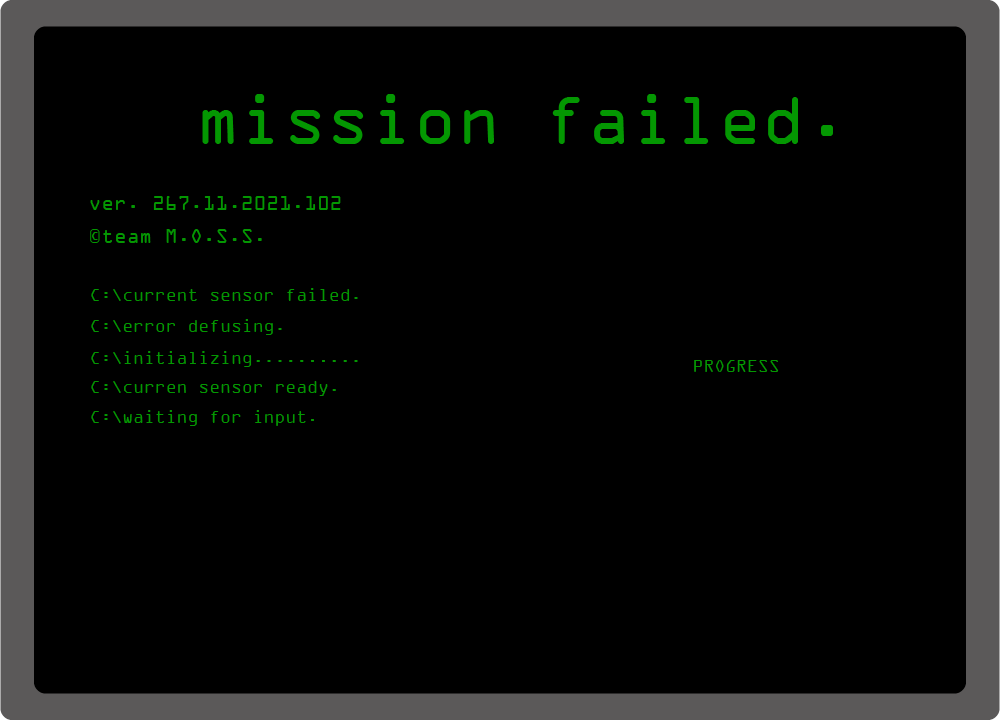 mission failed.
ver. 267.11.2021.102
©team M.O.S.S.
C:\current sensor failed.
C:\error defusing.
C:\initializing..........
PROGRESS
C:\curren sensor ready.
C:\waiting for input.